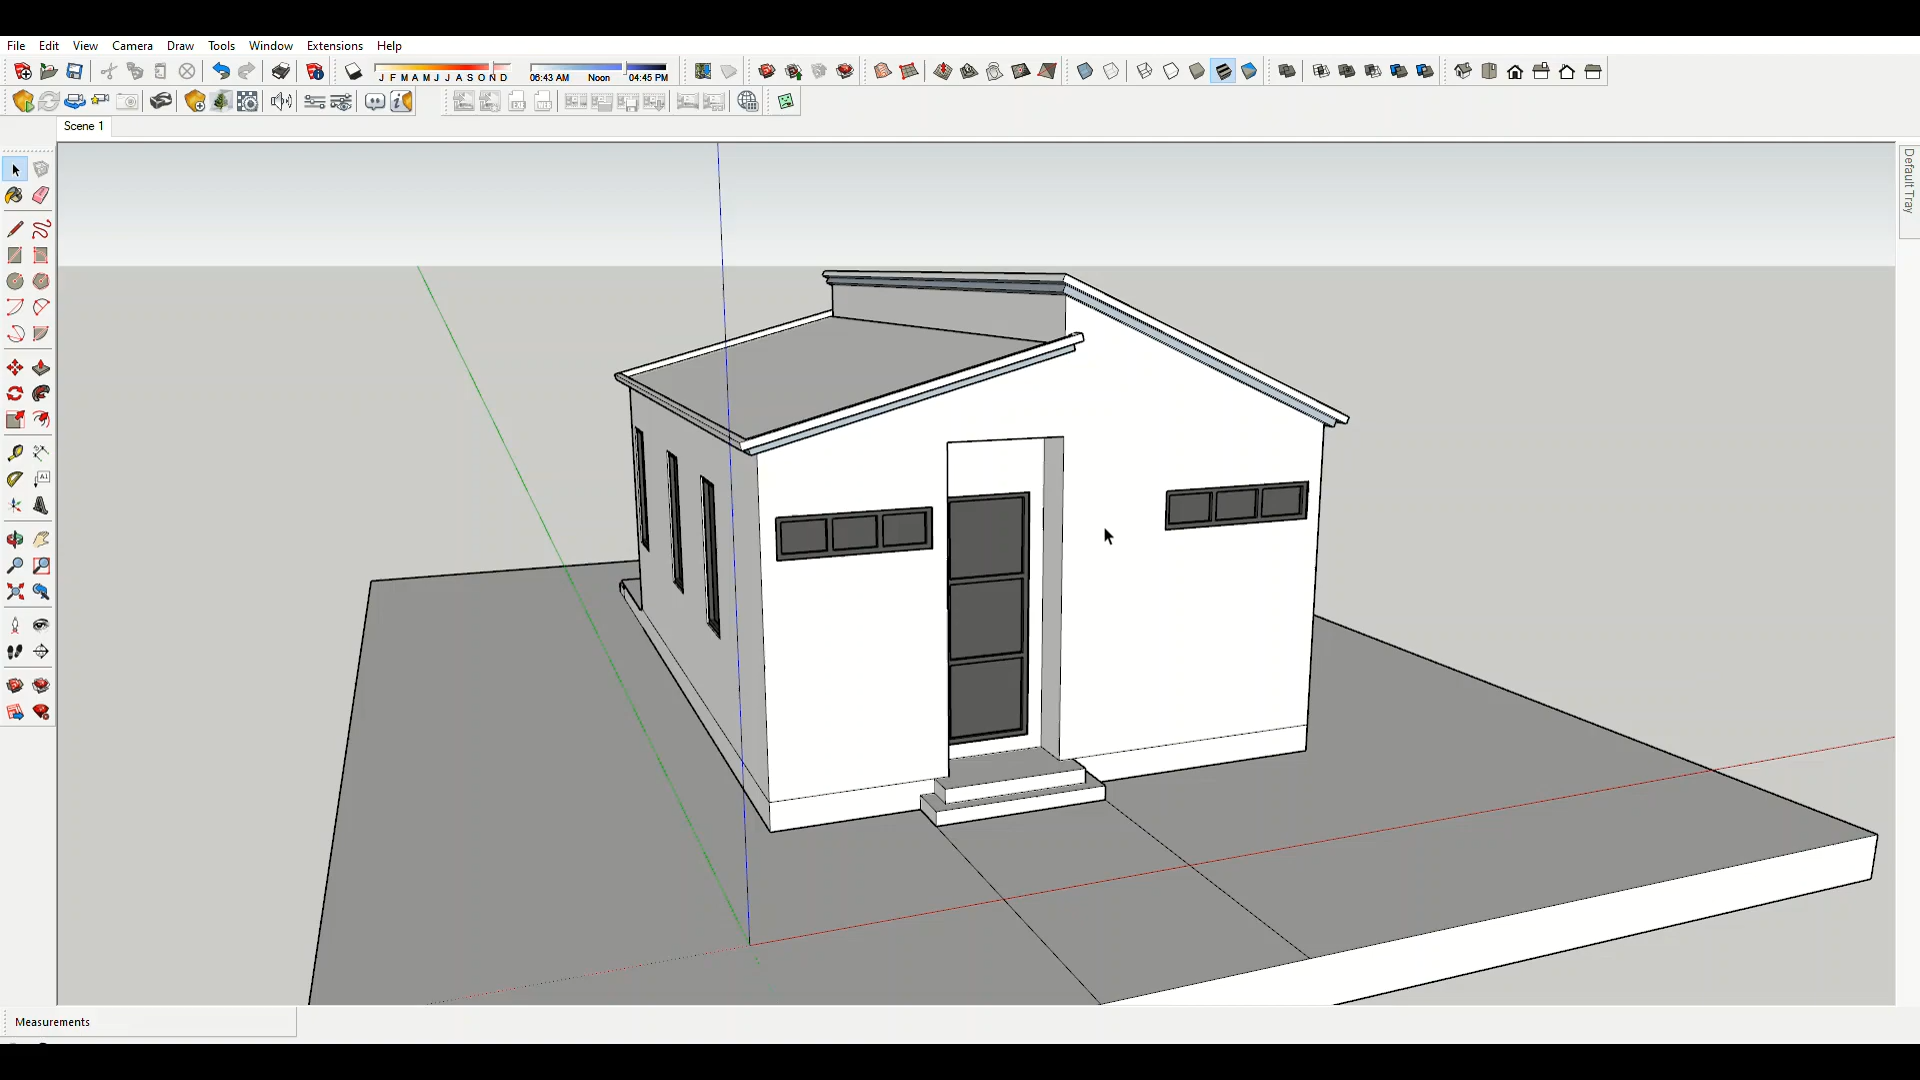 File Edit View Camera Draw Tools Window Extensions Help
J F M A M J J A S O N D 06:43 AM Noon 04:45 PM
Scene 1
Default Tray
Measurements